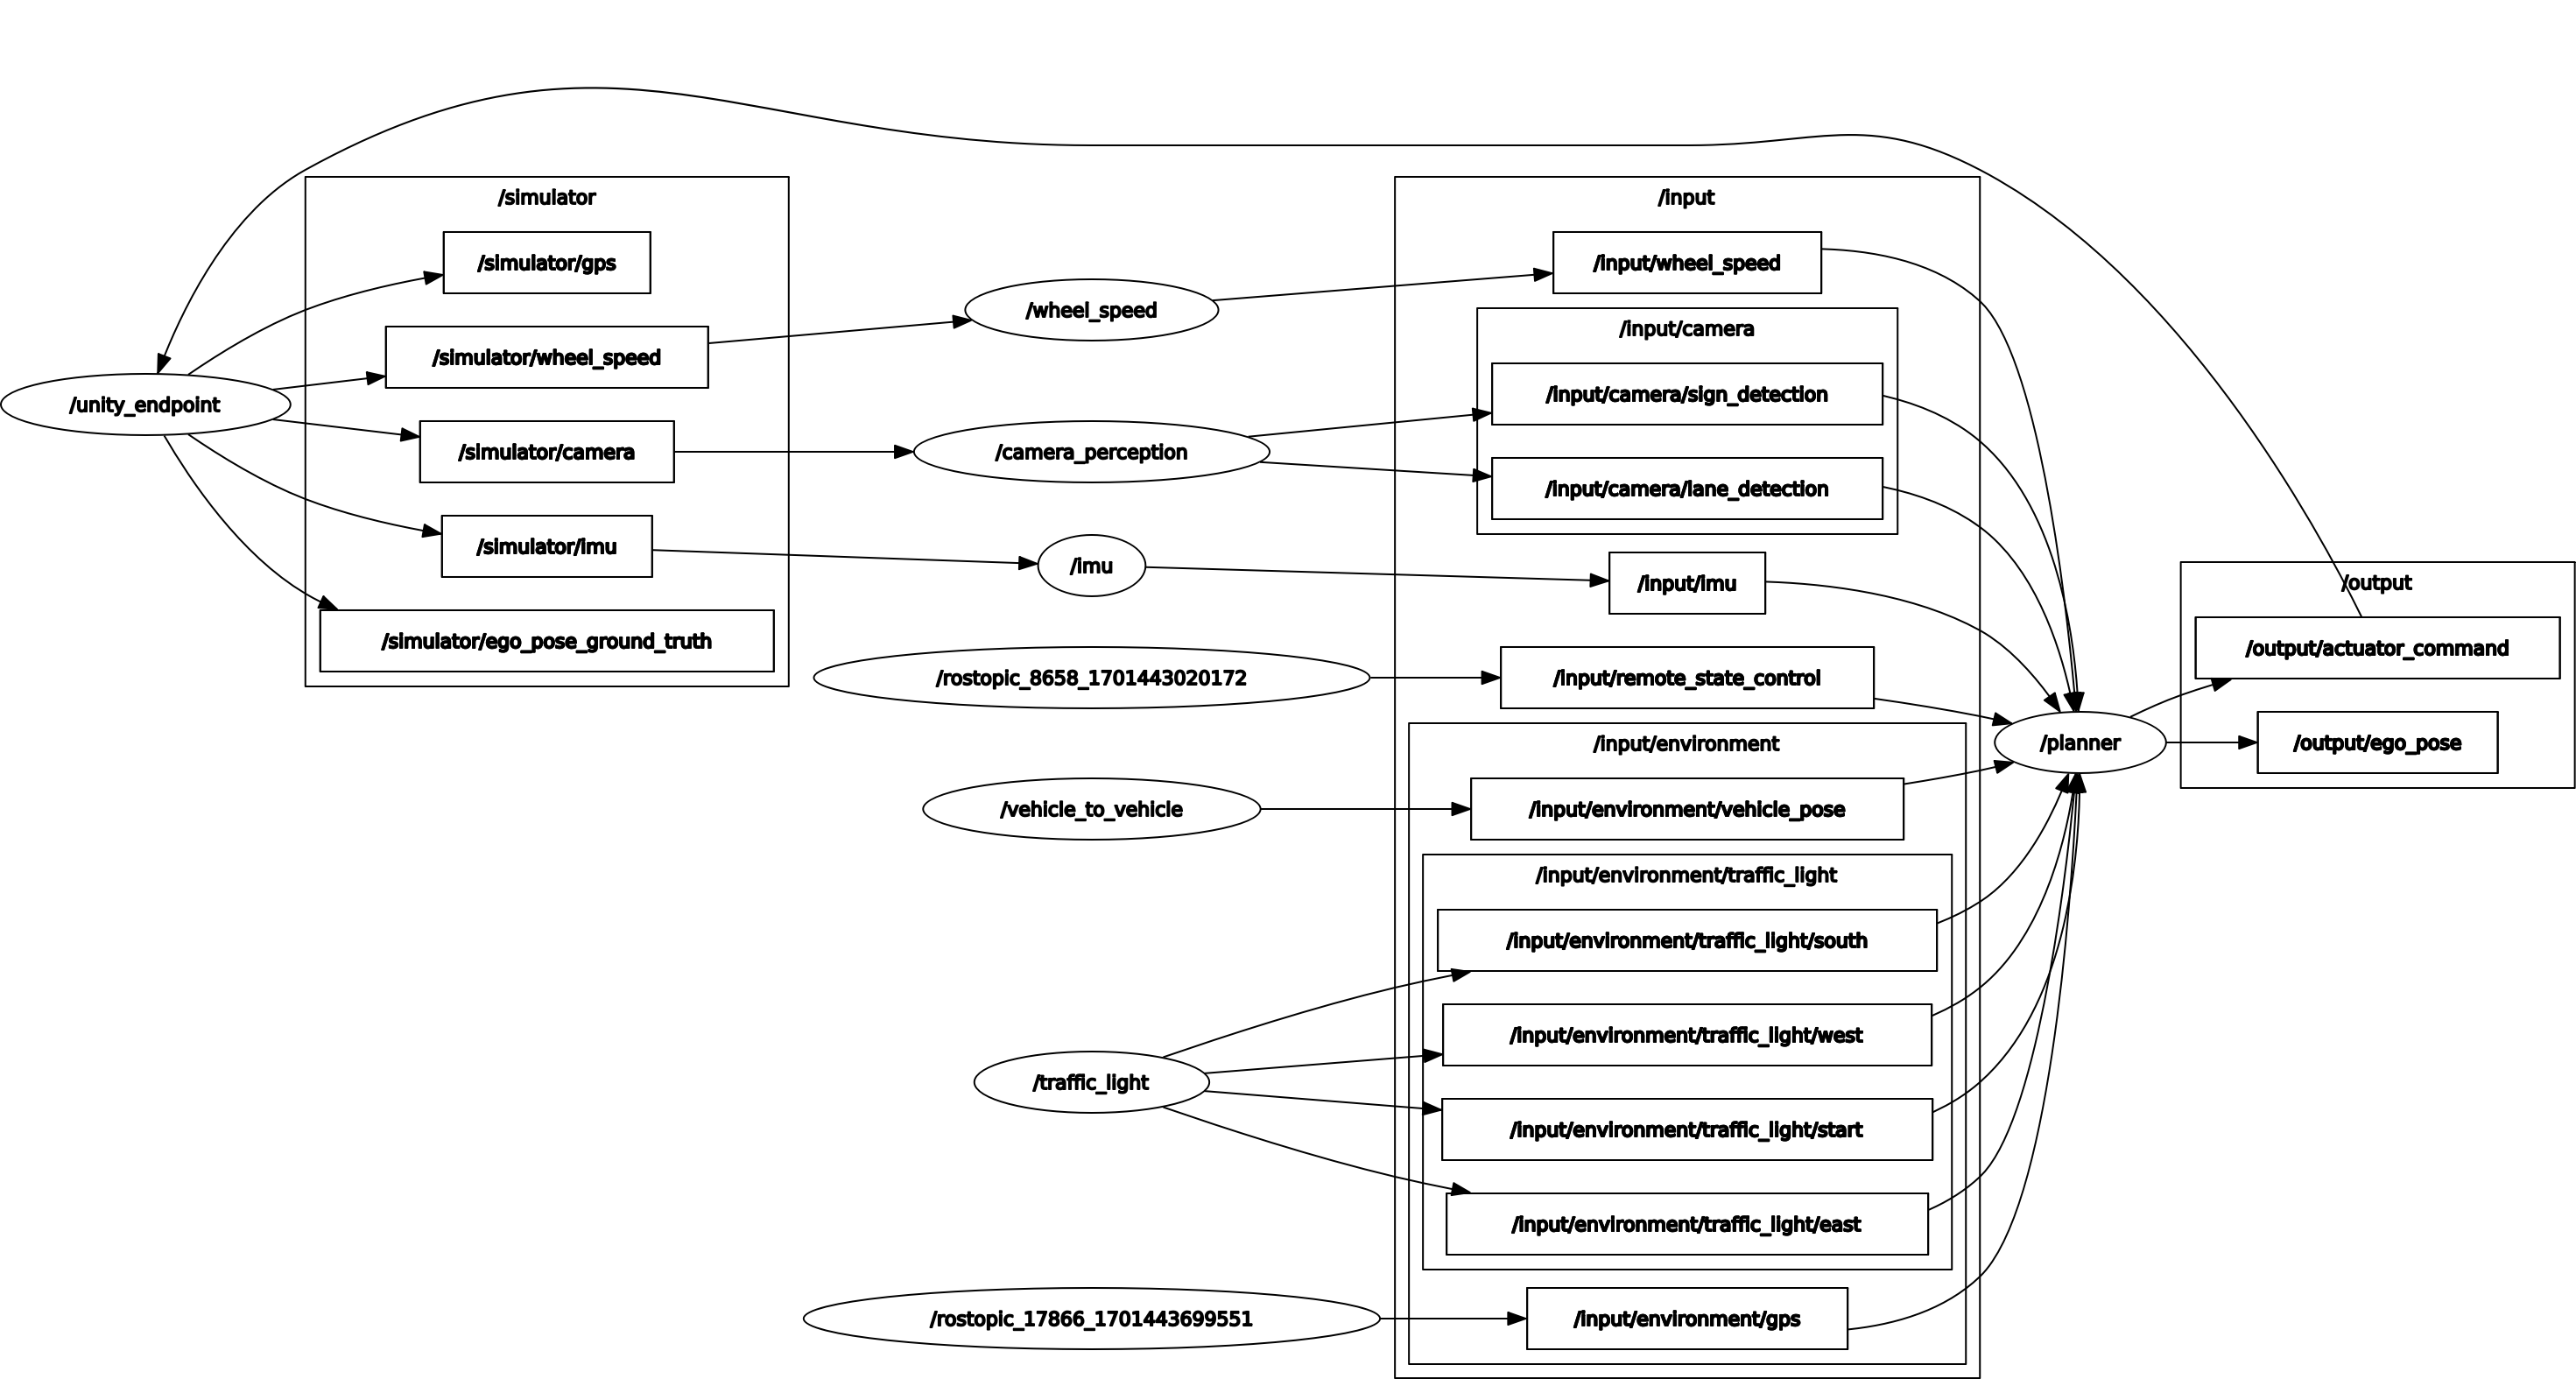 /unity_endpoint
/simulator
/simulator/gps
/simulator/wheel_speed
/simulator/camera
/simulator/imu
/simulator/ego_pose_ground_truth
/wheel_speed
/camera_perception
/imu
/rostopic_8658_1701443020172
/vehicle_to_vehicle
/traffic_light
/rostopic_17866_1701443699551
/input
/input/wheel_speed
/input/camera
/input/camera/sign_detection
/input/camera/lane_detection
/input/imu
/input/remote_state_control
/input/environment
/input/environment/vehicle_pose
/input/environment/traffic_light
/input/environment/traffic_light/south
/input/environment/traffic_light/west
/input/environment/traffic_light/start
/input/environment/traffic_light/east
/input/environment/gps
/planner
/output
/output/actuator_command
/output/ego_pose